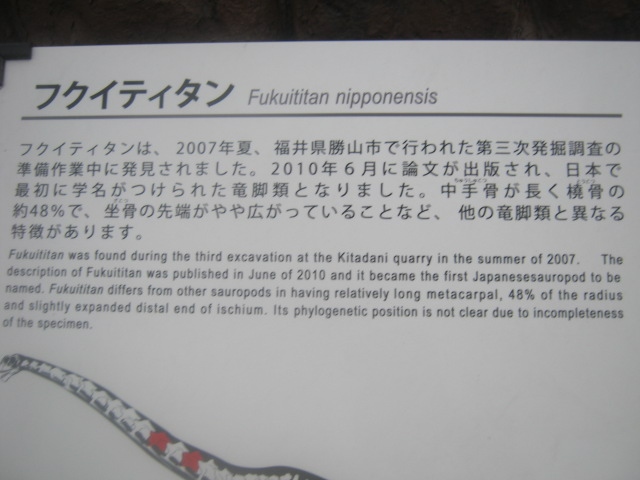 フクイティタン Fukuititan nipponensis
フクイティタンは、2007年夏、福井県勝山市で行われた第三次発掘調査の
準備作業中に発見されました。2010年６月に論文が出版され、日本で
最初に学名がつけられた竜脚類となりました。中手骨が長く橈骨の
約48%で、坐骨の先端がやや広がっていることなど、他の竜脚類と異なる
特徴があります。
Fukuititan was found during the third excavation at the Kitadani quarry in the summer of 2007. The
description of Fukuititan was published in June of 2010 and it became the first Japanesesauropod to be
named. Fukuititan differs from other sauropods in having relatively long metacarpal, 48% of the radius
and slightly expanded distal end of ischium. Its phylogenetic position is not clear due to incompleteness
of the specimen.